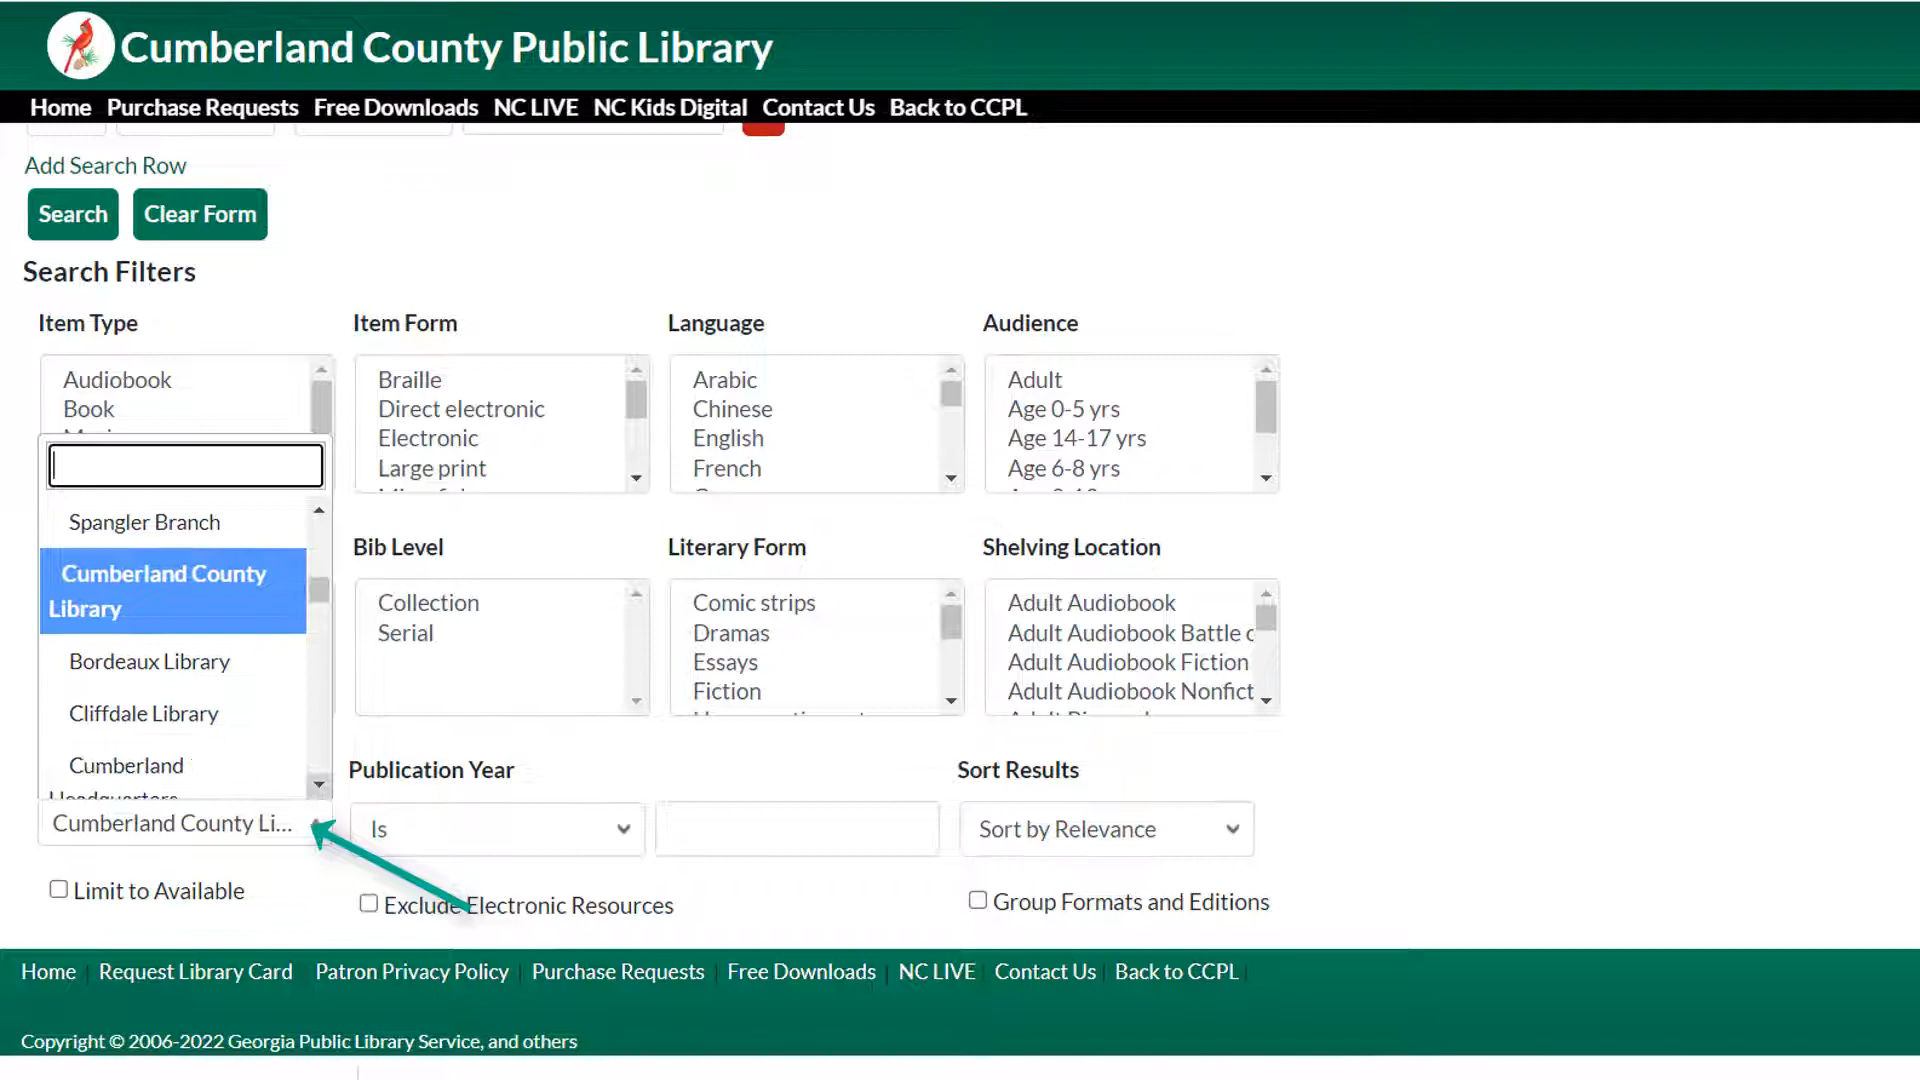 Cumberland County Public Library
Home Purchase Requests Free Downloads NC LIVE NC Kids Digital Contact Us Back to CCPL
Add Search Row
Search Clear Form
Search Filters
Item Type Item Form Language Audience
Audiobook
Book
Braille
Direct electronic
Electronic
Large print
Arabic
Chinese
English
French
Adult
Age 0-5 yrs
Age 14-17 yrs
Age 6-8 yrs
Spangler Branch
Cumberland County
Library
Bordeaux Library
Cliffdale Library
Cumberland
Headquarters
Cumberland County Li...
Bib Level Literary Form Shelving Location
Collection
Serial
Comic strips
Dramas
Essays
Fiction
Adult Audiobook
Adult Audiobook Battle
Adult Audiobook Fiction
Adult Audiobook Nonfict
Publication Year Sort Results
Is Sort by Relevance
Limit to Available Exclude Electronic Resources Group Formats and Editions
Home Request Library Card Patron Privacy Policy Purchase Requests Free Downloads NC LIVE Contact Us Back to CCPL
Copyright © 2006-2022 Georgia Public Library Service, and others